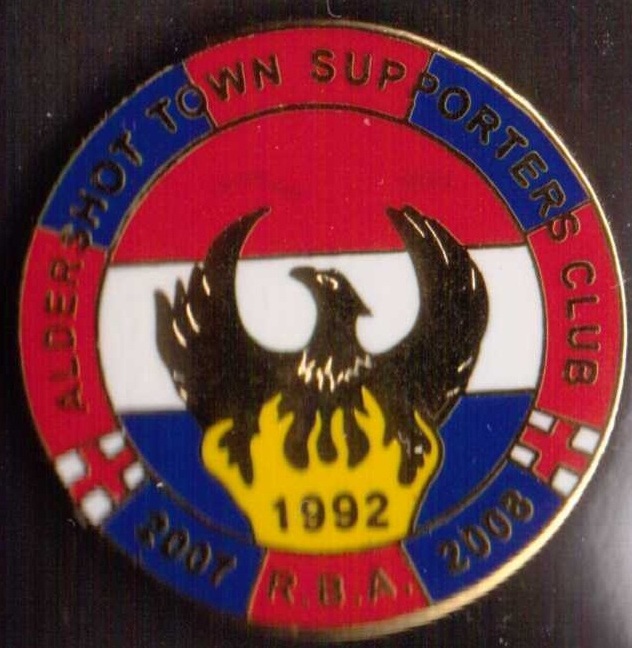 ALDERSHOT TOWN SUPPORTERS CLUB
1992
2007 R.B.A. 2008